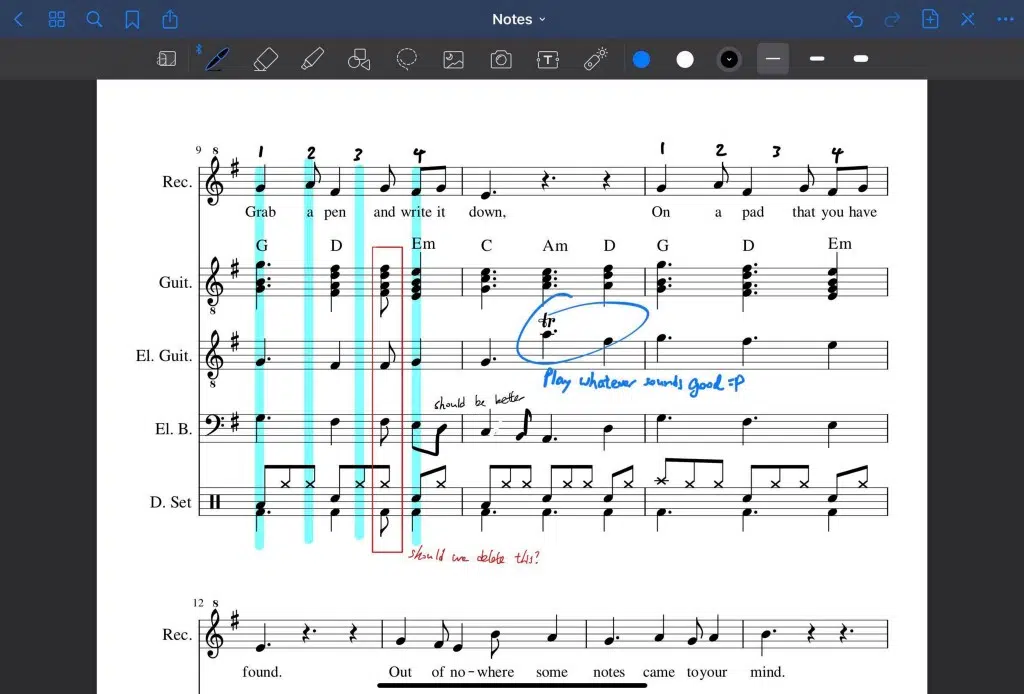 Notes
T
9 8
1 2 3 4 1 2 3 4
Rec.
Grab a pen and write it down, On a pad that you have
G D Em C Am D G D Em
Guit.
8
tr
El. Guit.
8
Play whatever sounds good =P
should be better
El. B.
D. Set
should we delete this?
12 8
Rec.
found. Out of no-where some notes came toyour mind.